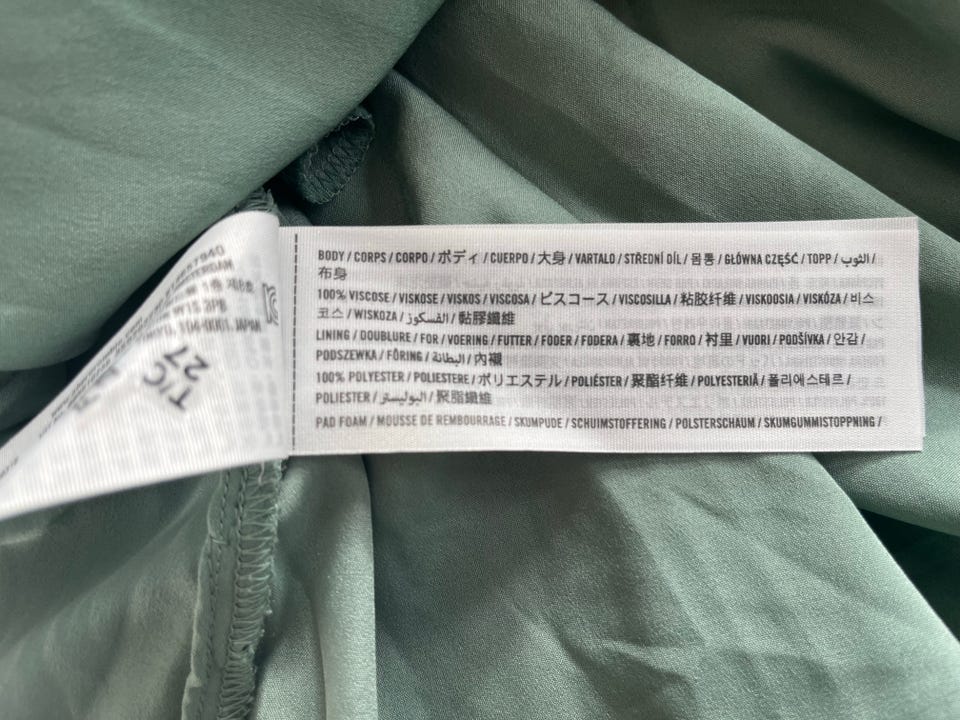 BODY / CORPS / CORPO / ボディ / CUERPO / 大身 / VARTALO / STŘEDNÍ DÍL / 몸통 / GŁÓWNA CZĘŚĆ / TOPP / الثوب /
布身
100% VISCOSE / VISKOSE / VISKOS / VISCOSA / ビスコース / VISCOSILLA / 粘胶纤维 / VISKOOSIA / VISKÓZA / 비스
코스 / WISKOZA / الفسكوز / 黏膠纖維
LINING / DOUBLURE / FOR / VOERING / FUTTER / FODER / FODERA / 裏地 / FORRO / 衬里 / VUORI / PODŠÍVKA / 안감 /
PODSZEWKA / FÔRING / البطانة / 內襯
100% POLYESTER / POLIESTERE / ポリエステル / POLIÉSTER / 聚酯纤维 / POLYESTERIÄ / 폴리에스테르 /
POLIESTER / البوليستر / 聚脂纖維
PAD FOAM / MOUSSE DE REMBOURRAGE / SKUMPUDE / SCHUIMSTOFFERING / POLSTERSCHAUM / SKUMGUMMISTOPPNING /
T/C
27